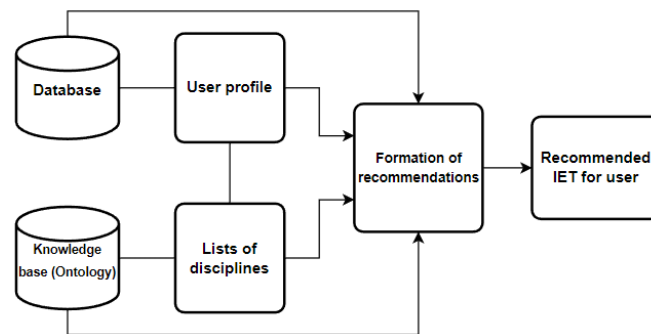 Database
User profile
Formation of
recommendations
Recommended
IET for user
Knowledge
base (Ontology)
Lists of
disciplines